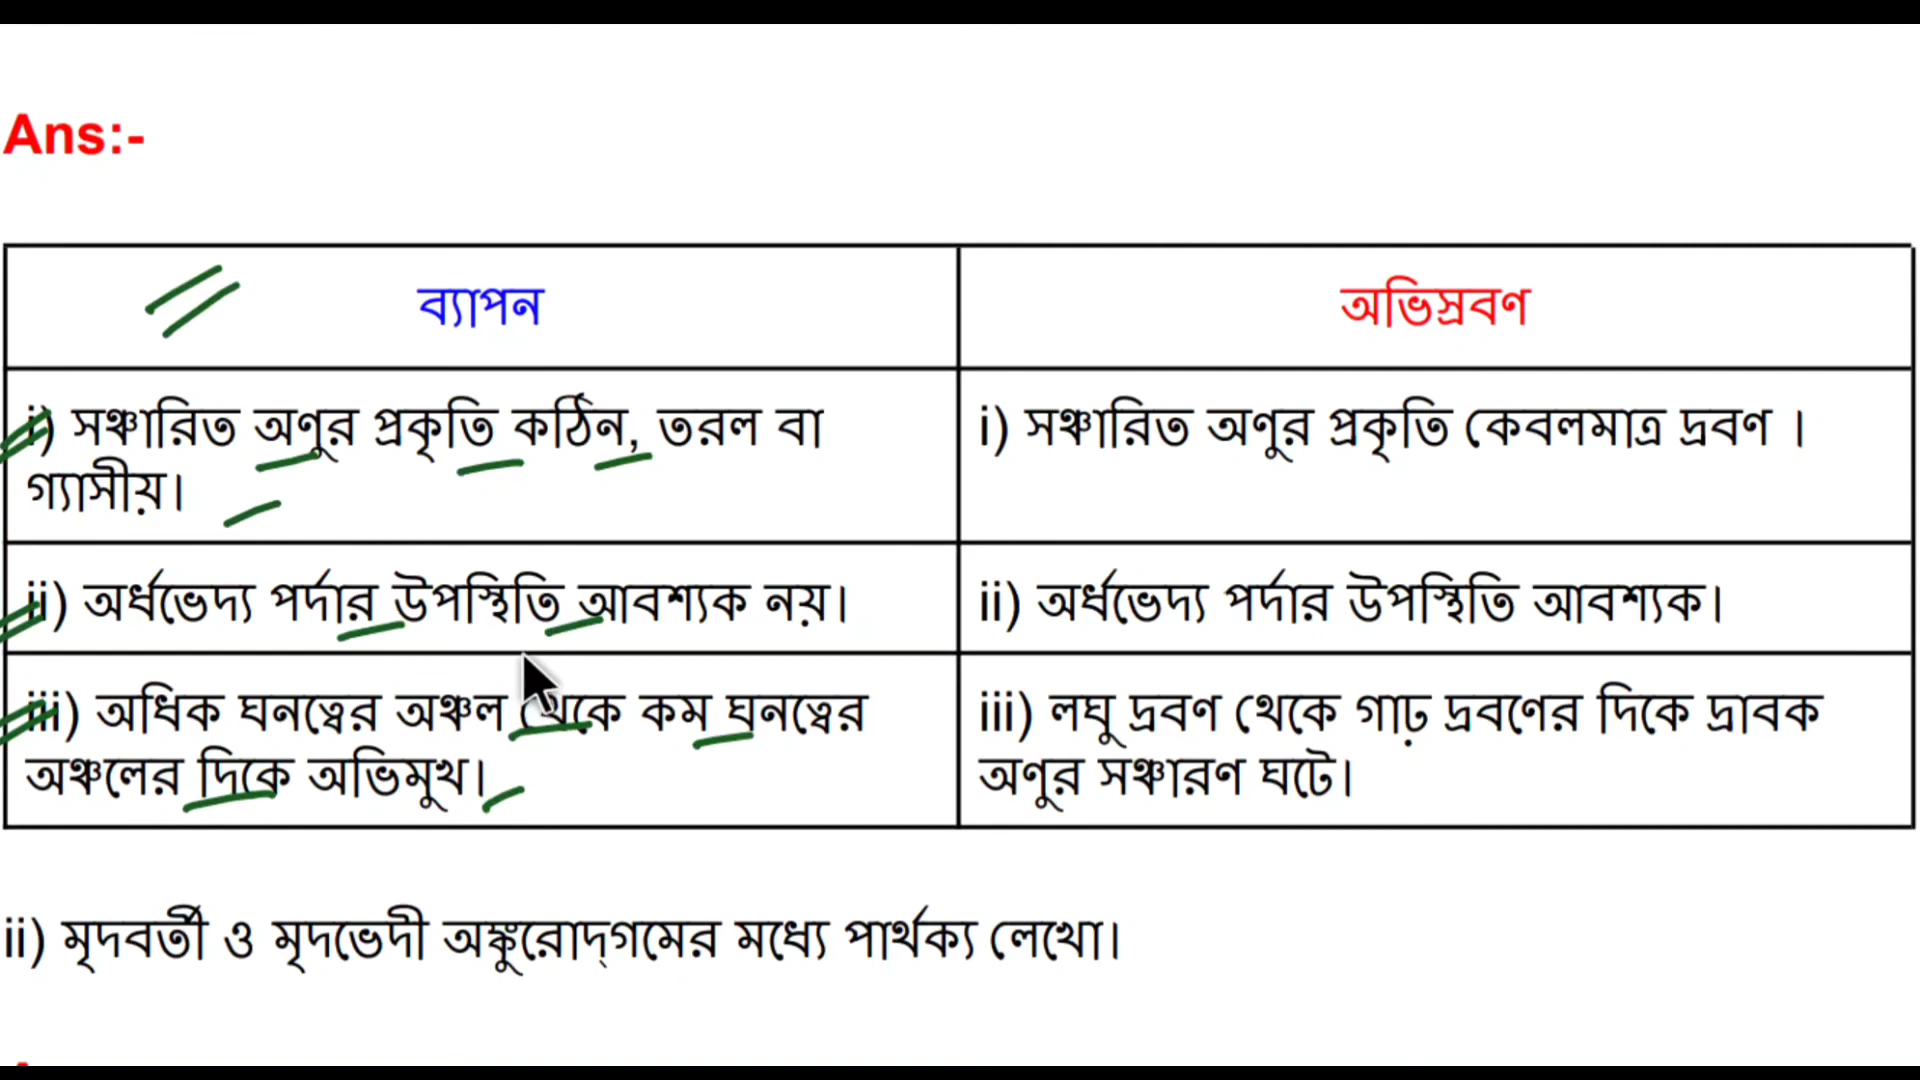 Ans:-
ব্যাপন
অভিস্রবণ
i) সঞ্চারিত অণুর প্রকৃতি কঠিন, তরল বা
গ্যাসীয়।
i) সঞ্চারিত অণুর প্রকৃতি কেবলমাত্র দ্রবণ ।
ii) অর্ধভেদ্য পর্দার উপস্থিতি আবশ্যক নয়।
ii) অর্ধভেদ্য পর্দার উপস্থিতি আবশ্যক।
iii) অধিক ঘনত্বের অঞ্চল থেকে কম ঘনত্বের
অঞ্চলের দিকে অভিমুখ।
iii) লঘু দ্রবণ থেকে গাঢ় দ্রবণের দিকে দ্রাবক
অণুর সঞ্চারণ ঘটে।
ii) মৃদবর্তী ও মৃদভেদী অঙ্কুরোদ্‌গমের মধ্যে পার্থক্য লেখো।